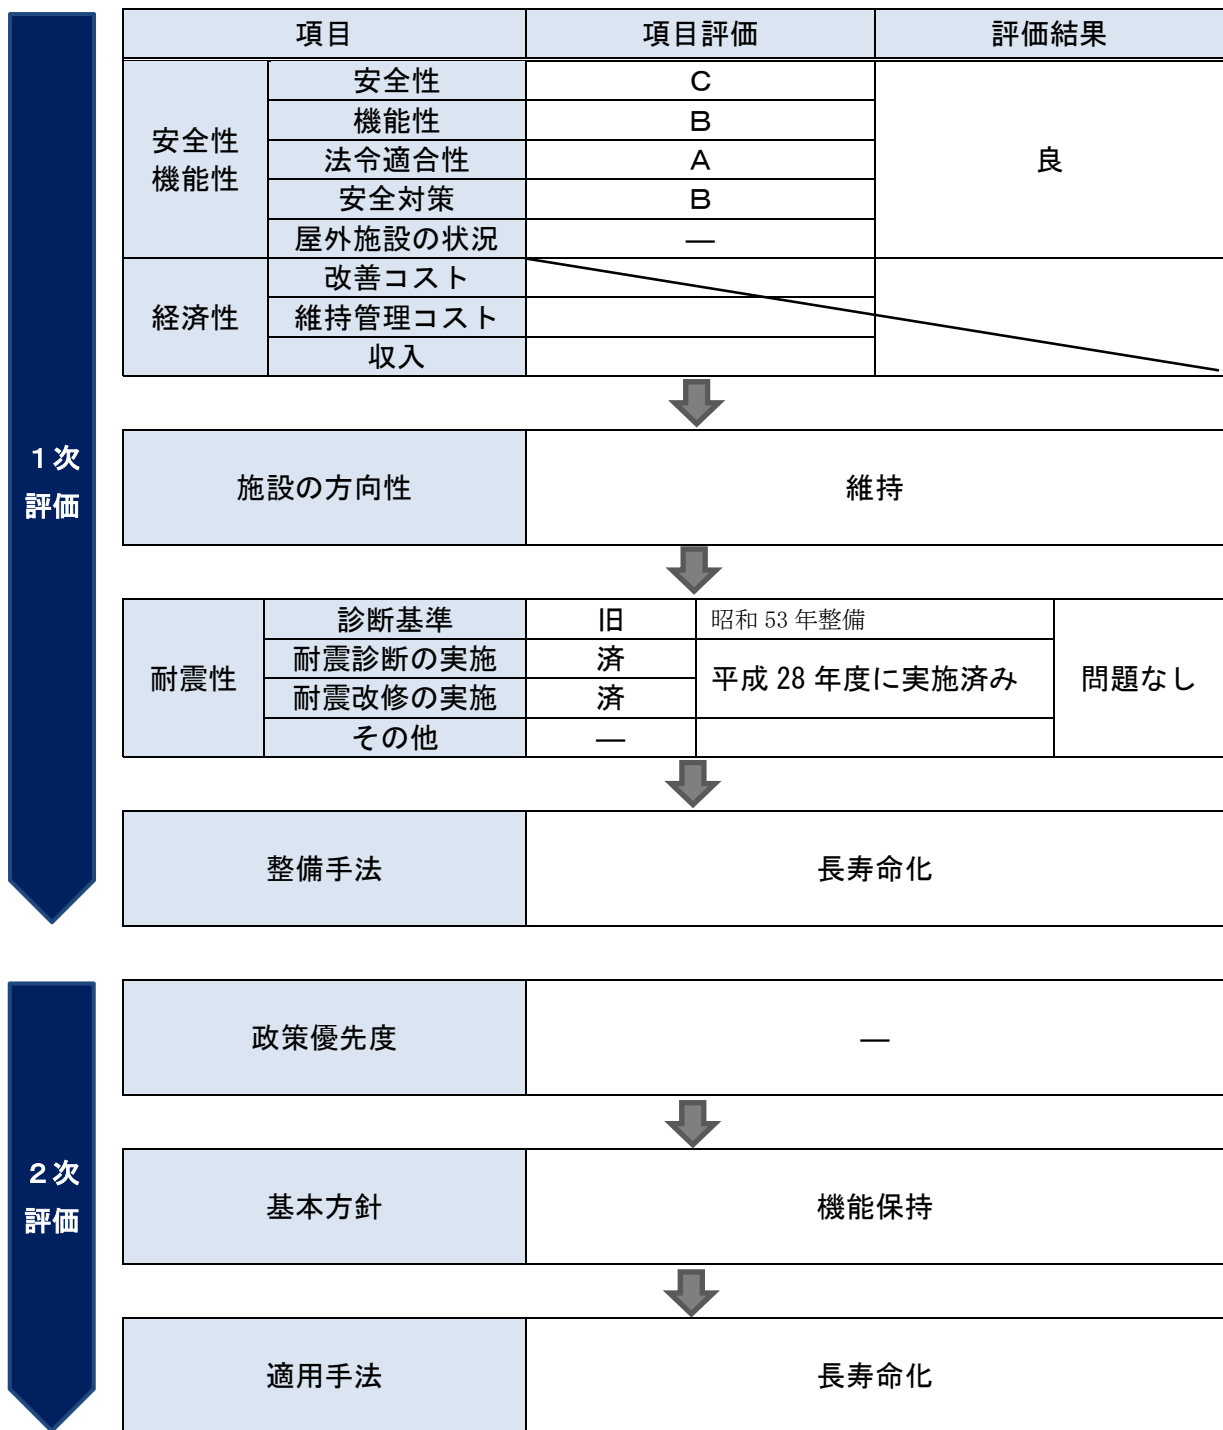 項目 項目評価 評価結果
安全性
機能性
安全性 C
機能性 B
法令適合性 A
安全対策 B
屋外施設の状況 ―
良
経済性
改善コスト
維持管理コスト
収入
1次
評価
施設の方向性 維持
耐震性
診断基準 旧 昭和 53 年整備
耐震診断の実施 済
耐震改修の実施 済
平成 28 年度に実施済み
その他 ―
問題なし
整備手法 長寿命化
2次
評価
政策優先度 ―
基本方針 機能保持
適用手法 長寿命化